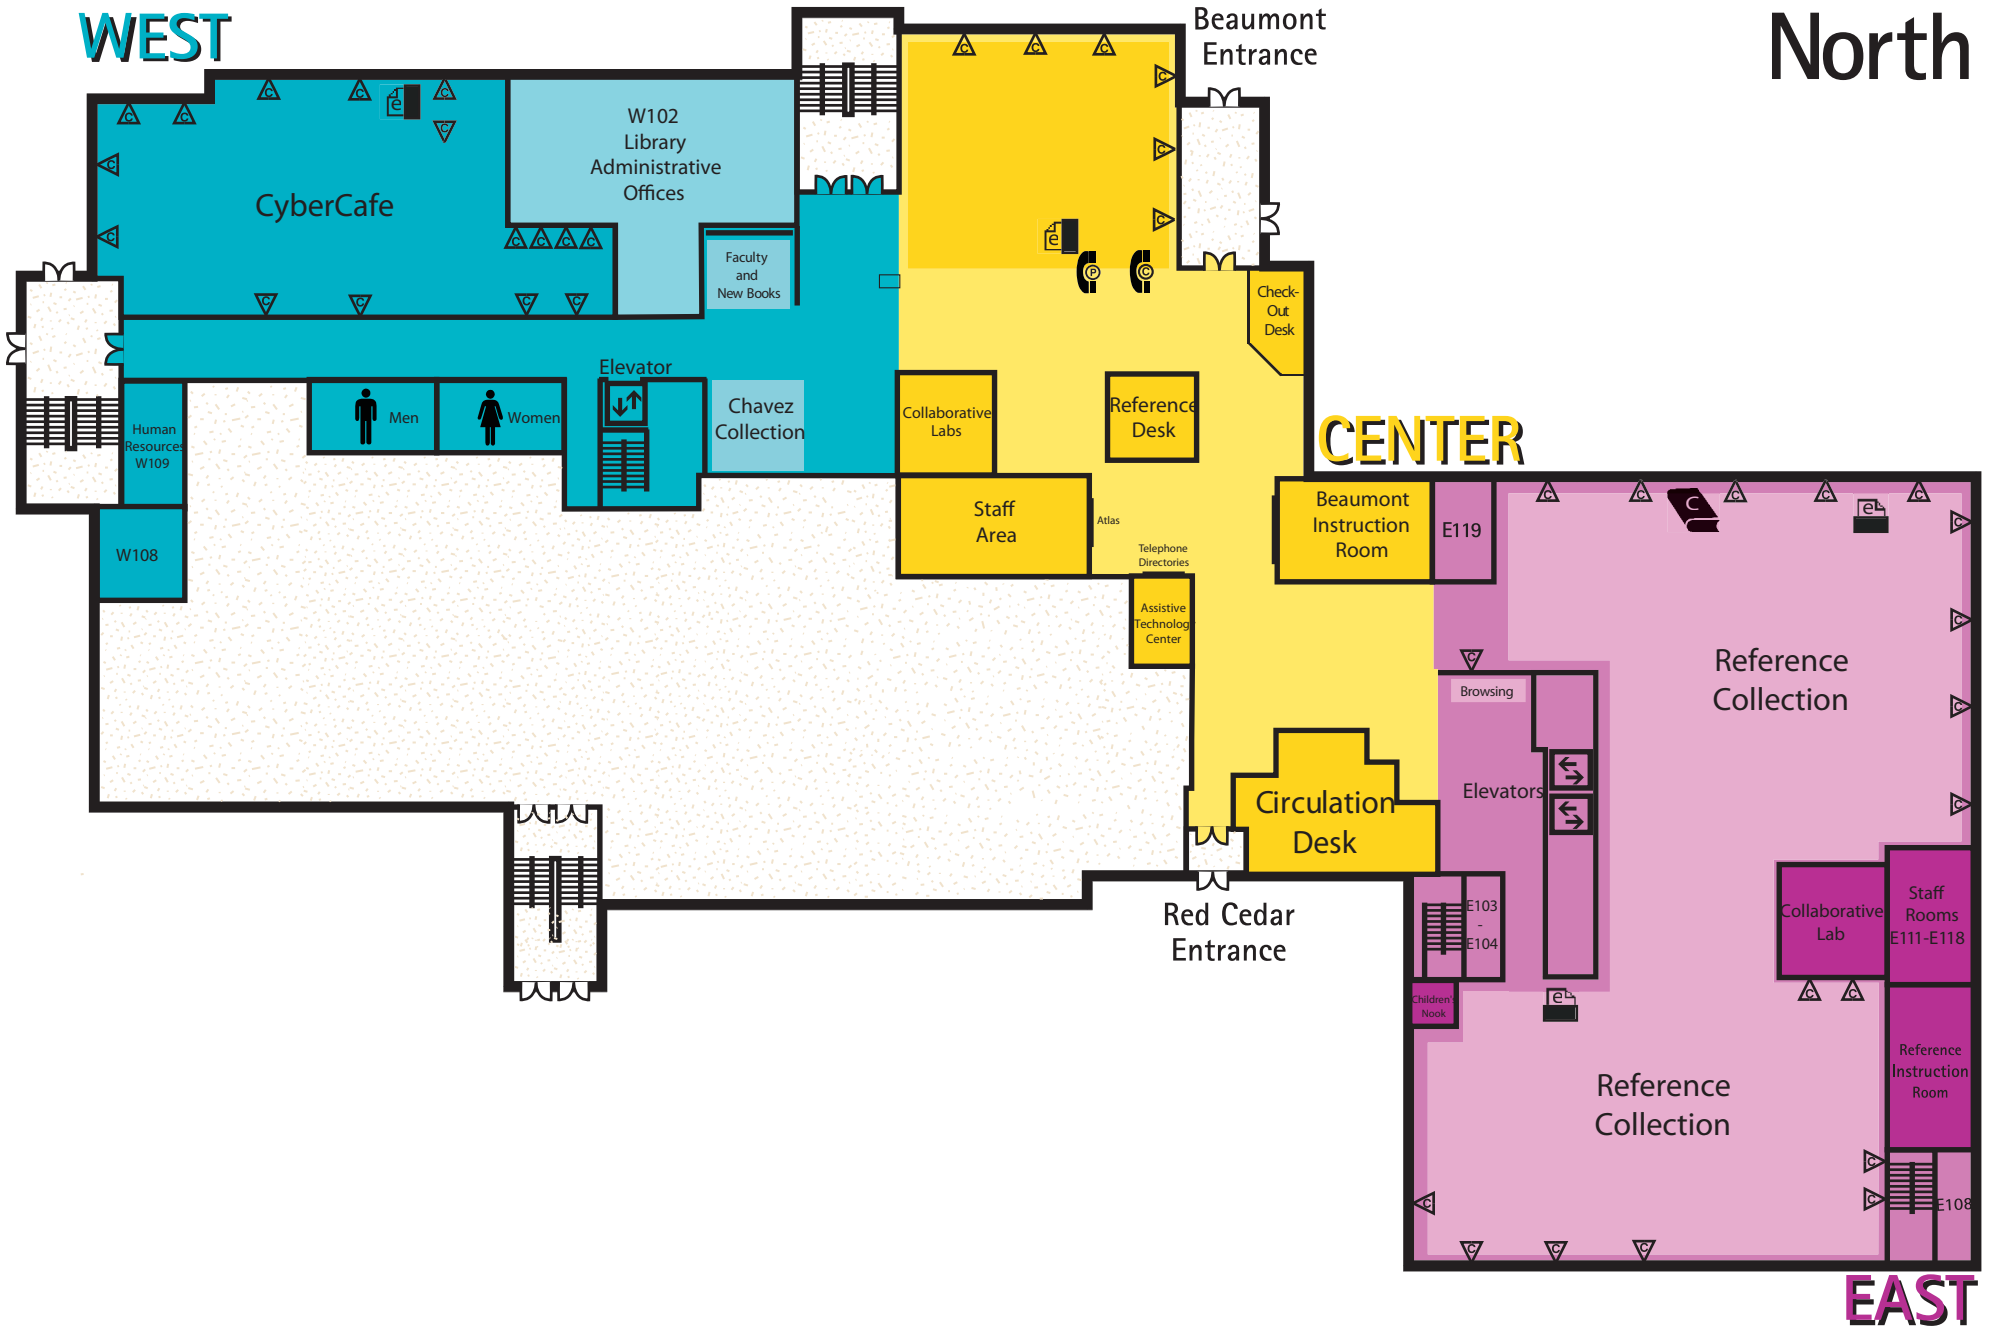 WEST
Beaumont
Entrance
North
W102
Library
Administrative
Offices
CyberCafe
Faculty
and
New Books
Check-
Out
Desk
Elevator
Men
Women
Chavez
Collection
Collaborative
Labs
Reference
Desk
CENTER
Human
Resources
W109
W108
Staff
Area
Atlas
Beaumont
Instruction
Room
E119
Telephone
Directories
Assistive
Technology
Center
Reference
Collection
Browsing
Elevators
Circulation
Desk
Red Cedar
Entrance
E103
-
E104
Collaborative
Lab
Staff
Rooms
E111-E118
Children's
Nook
Reference
Instruction
Room
Reference
Collection
E108
EAST